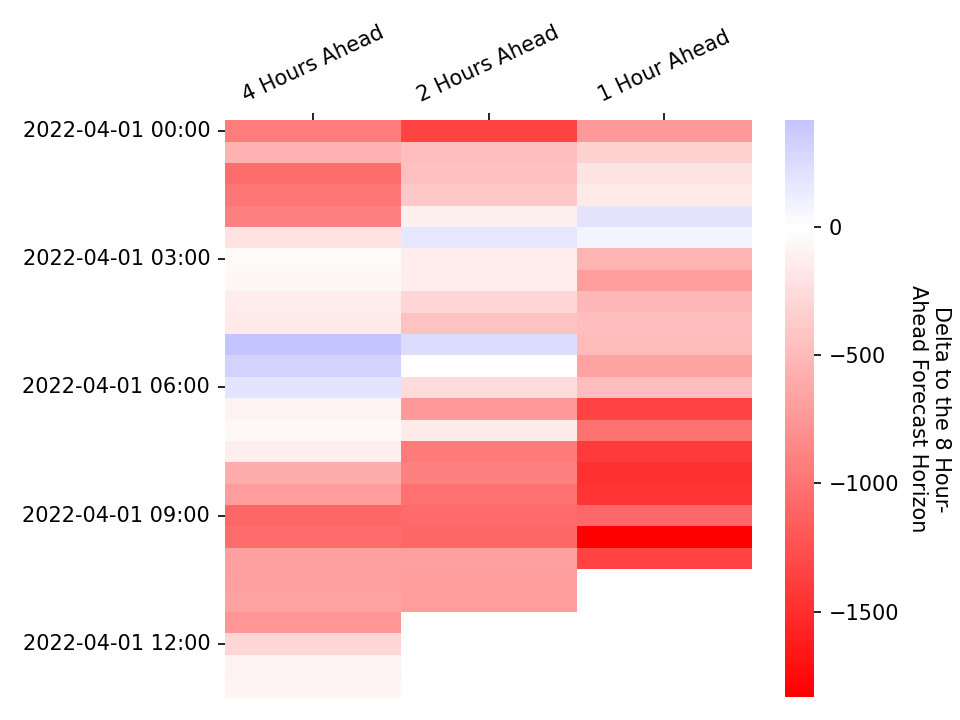 4 Hours Ahead
2 Hours Ahead
1 Hour Ahead
2022-04-01 00:00
2022-04-01 03:00
2022-04-01 06:00
2022-04-01 09:00
2022-04-01 12:00
0
−500
−1000
−1500
Delta to the 8 Hour-
Ahead Forecast Horizon